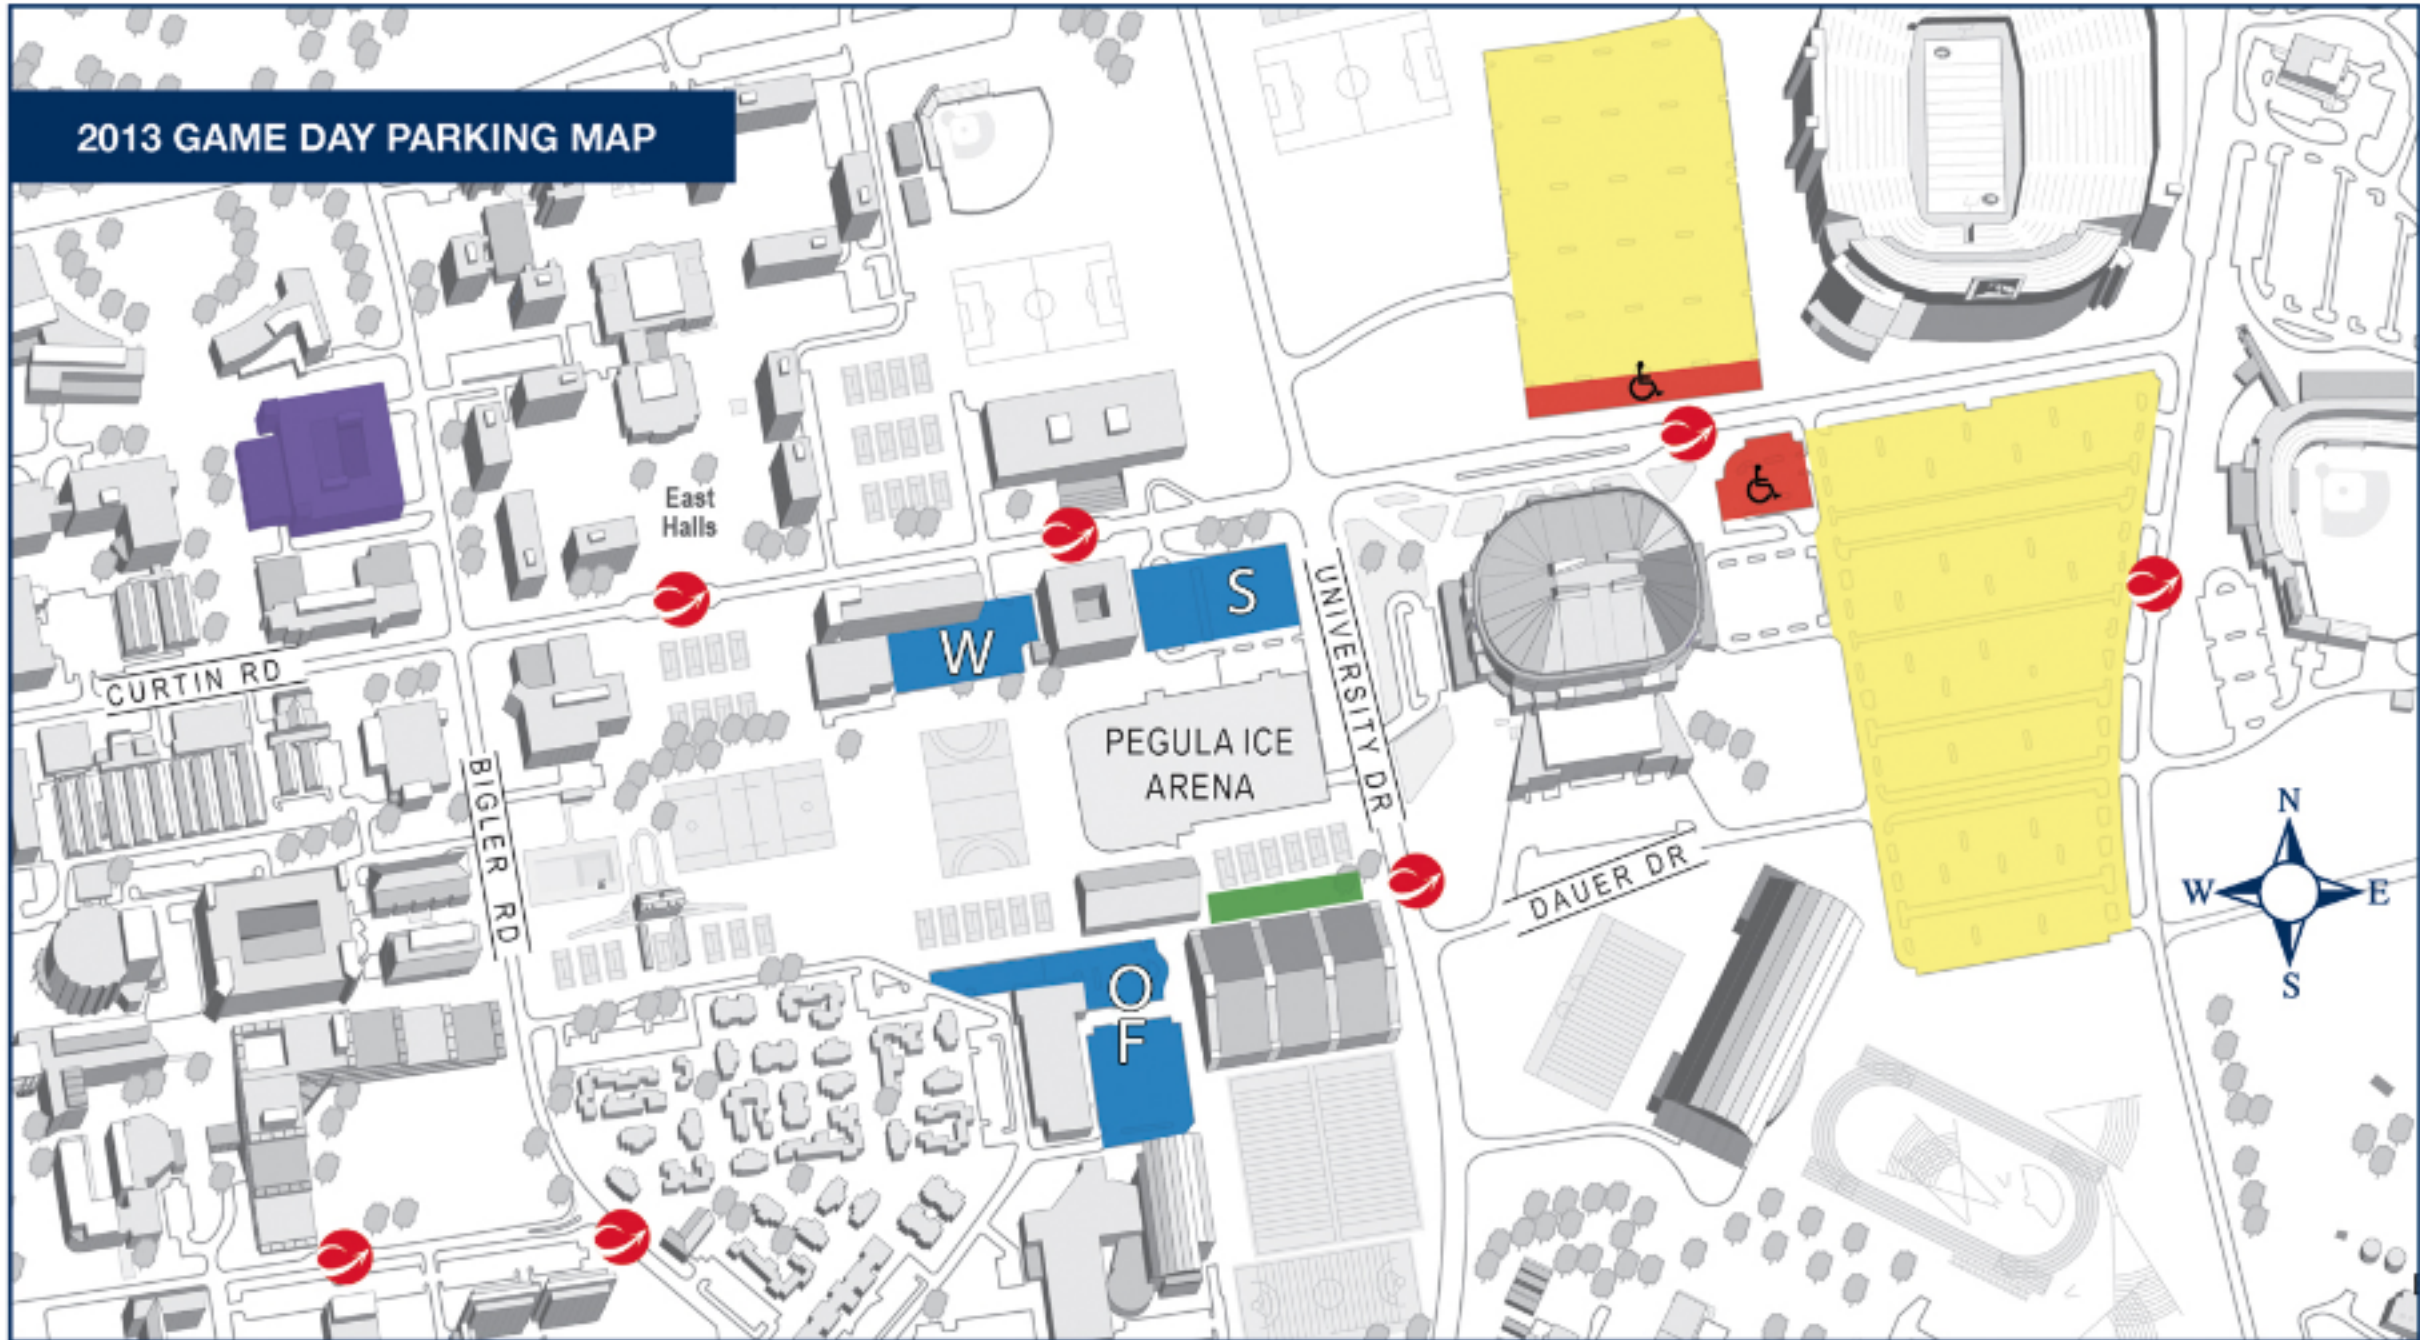 2013 GAME DAY PARKING MAP
East
Halls
S
W
UNIVERSITY DR
CURTIN RD
PEGULA ICE
ARENA
BIGLER RD
DAUER DR
N
W
E
S
O
F